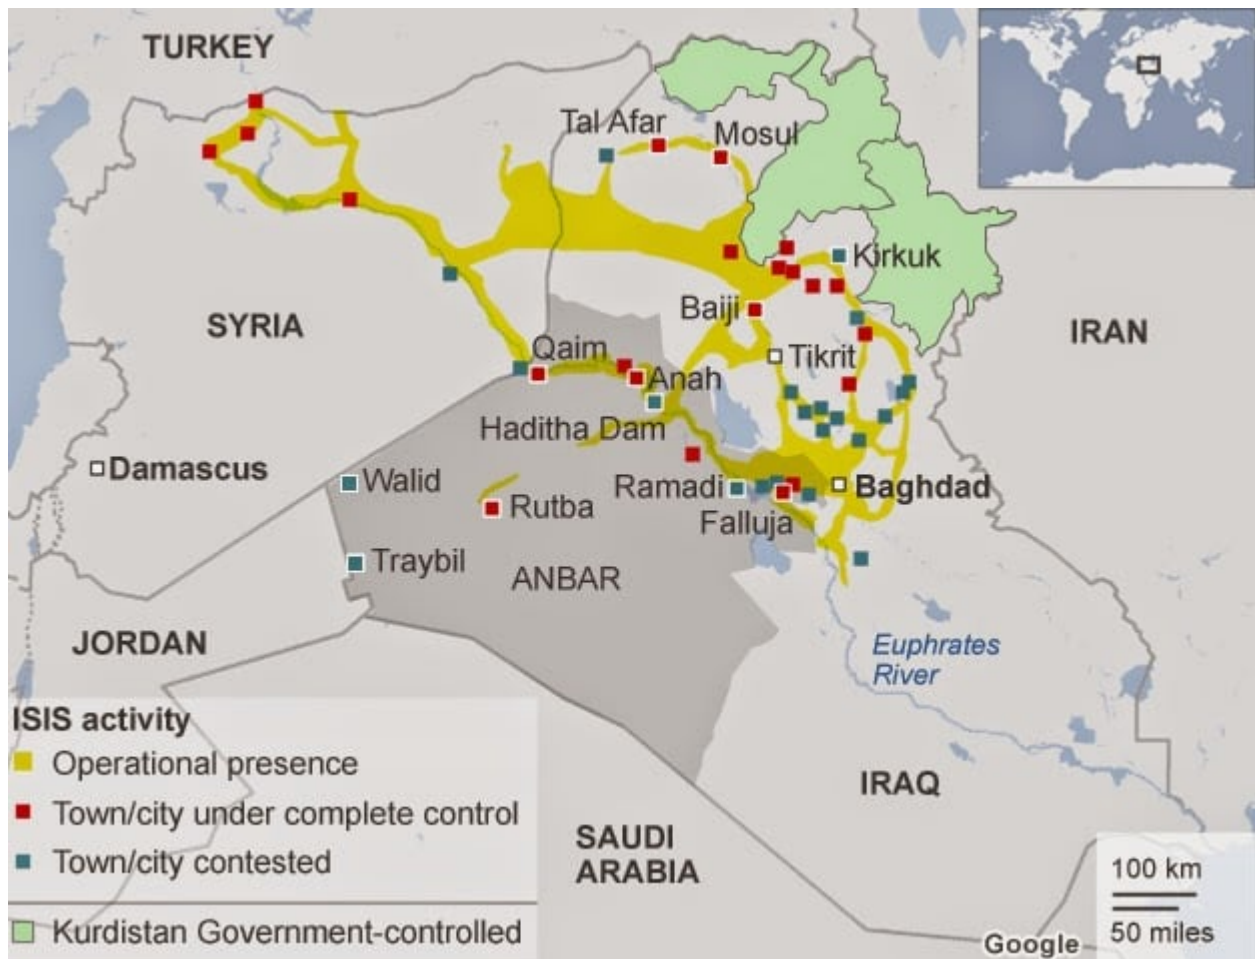 TURKEY
Tal Afar
Mosul
Kirkuk
SYRIA
Baiji
IRAN
Qaim
Tikrit
Anah
Haditha Dam
Damascus
Walid
Ramadi
Baghdad
Rutba
Falluja
Traybil
ANBAR
JORDAN
Euphrates
River
ISIS activity
Operational presence
Town/city under complete control
Town/city contested
Kurdistan Government-controlled
IRAQ
SAUDI
ARABIA
100 km
50 miles
Google